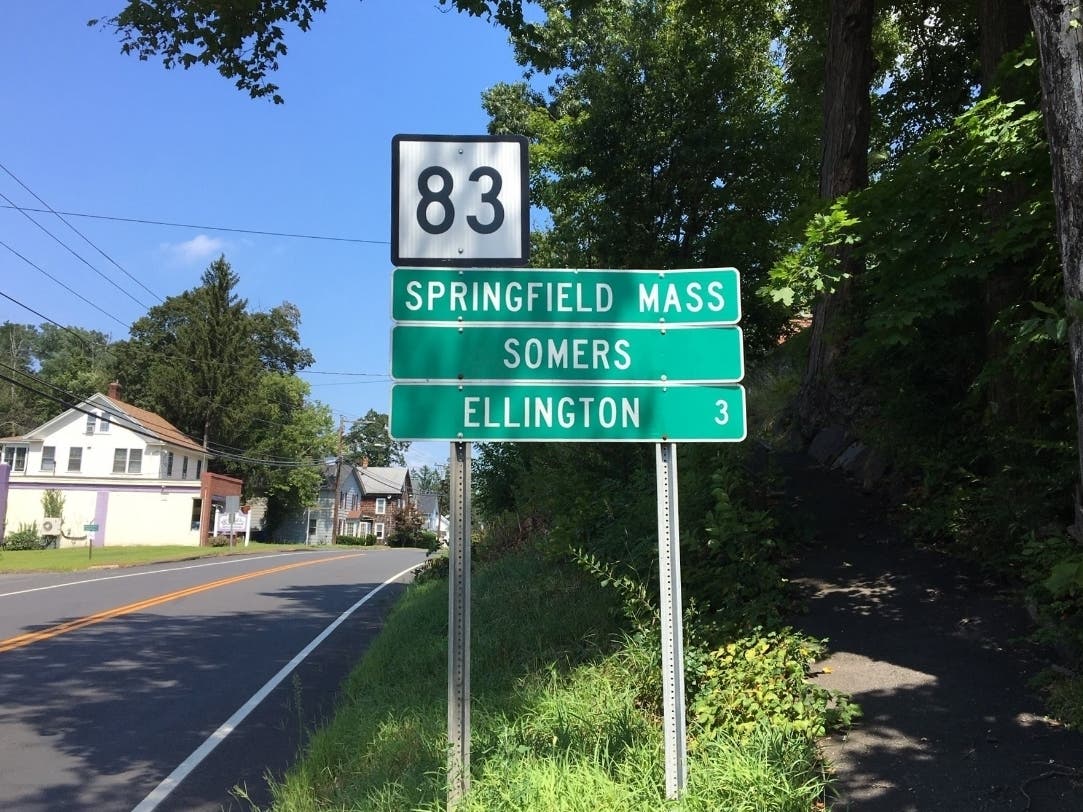 83
SPRINGFIELD MASS
SOMERS
ELLINGTON 3